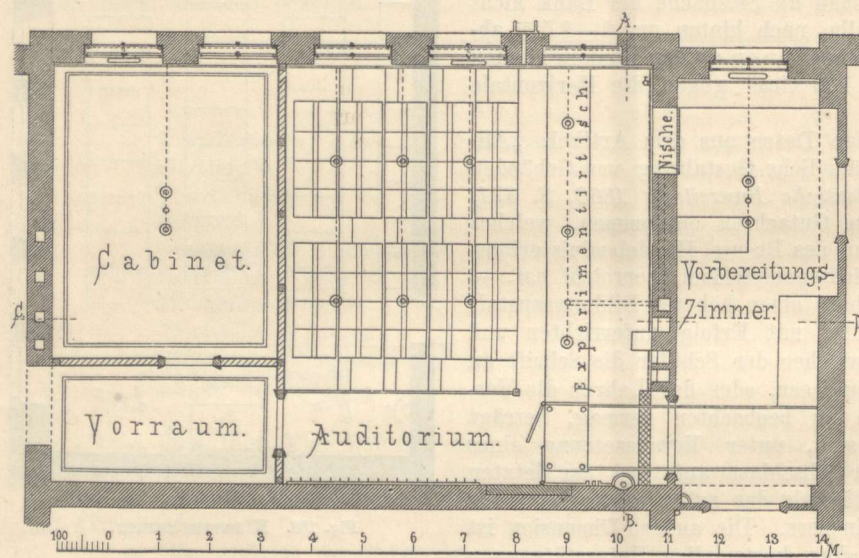 A.
Nische.
Experimentirtisch.
Cabinet.
Vorbereitungs-
Zimmer.
C.
Vorraum.
Auditorium.
B.
100 0 1 2 3 4 5 6 7 8 9 10 11 12 13 14 M.